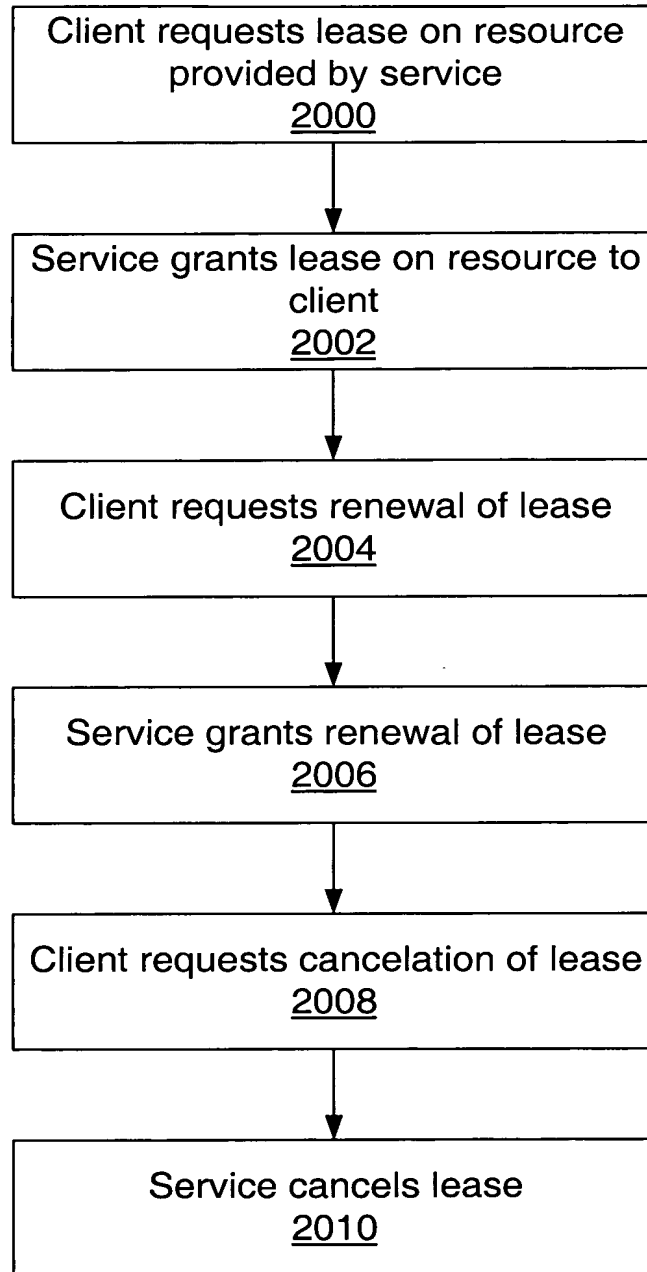 Client requests lease on resource
provided by service
2000
Service grants lease on resource to
client
2002
Client requests renewal of lease
2004
Service grants renewal of lease
2006
Client requests cancelation of lease
2008
Service cancels lease
2010